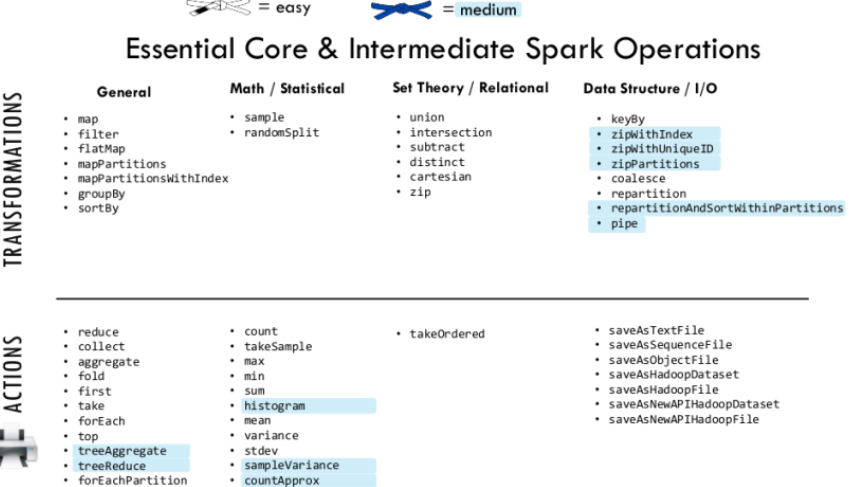 = easy
= medium
Essential Core & Intermediate Spark Operations
TRANSFORMATIONS
General
• map
• filter
• flatMap
• mapPartitions
• mapPartitionsWithIndex
• groupBy
• sortBy
Math / Statistical
• sample
• randomSplit
Set Theory / Relational
• union
• intersection
• subtract
• distinct
• cartesian
• zip
Data Structure / I/O
• keyBy
• zipWithIndex
• zipWithUniqueID
• zipPartitions
• coalesce
• repartition
• repartitionAndSortWithinPartitions
• pipe
ACTIONS
• reduce
• collect
• aggregate
• fold
• first
• take
• forEach
• top
• treeAggregate
• treeReduce
• forEachPartition
• count
• takeSample
• max
• min
• sum
• histogram
• mean
• variance
• stdev
• sampleVariance
• countApprox
• takeOrdered
• saveAsTextFile
• saveAsSequenceFile
• saveAsObjectFile
• saveAsHadoopDataset
• saveAsHadoopFile
• saveAsNewAPIHadoopDataset
• saveAsNewAPIHadoopFile